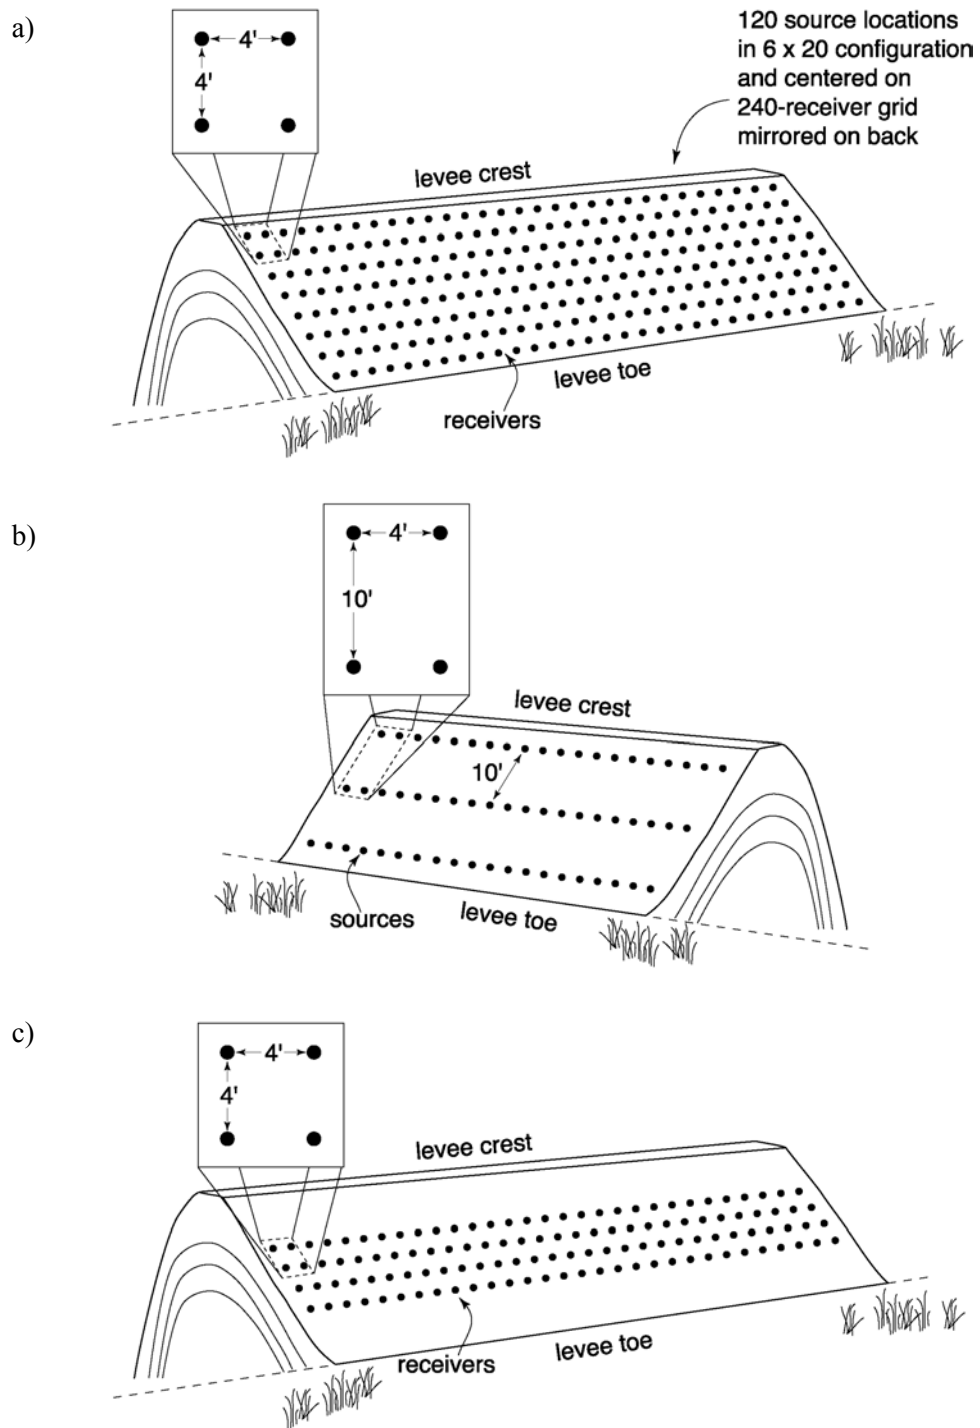 a)
4'
4'
120 source locations
in 6 x 20 configuration
and centered on
240-receiver grid
mirrored on back
levee crest
levee toe
receivers
b)
4'
10'
levee crest
10'
sources
levee toe
c)
4'
4'
levee crest
receivers
levee toe